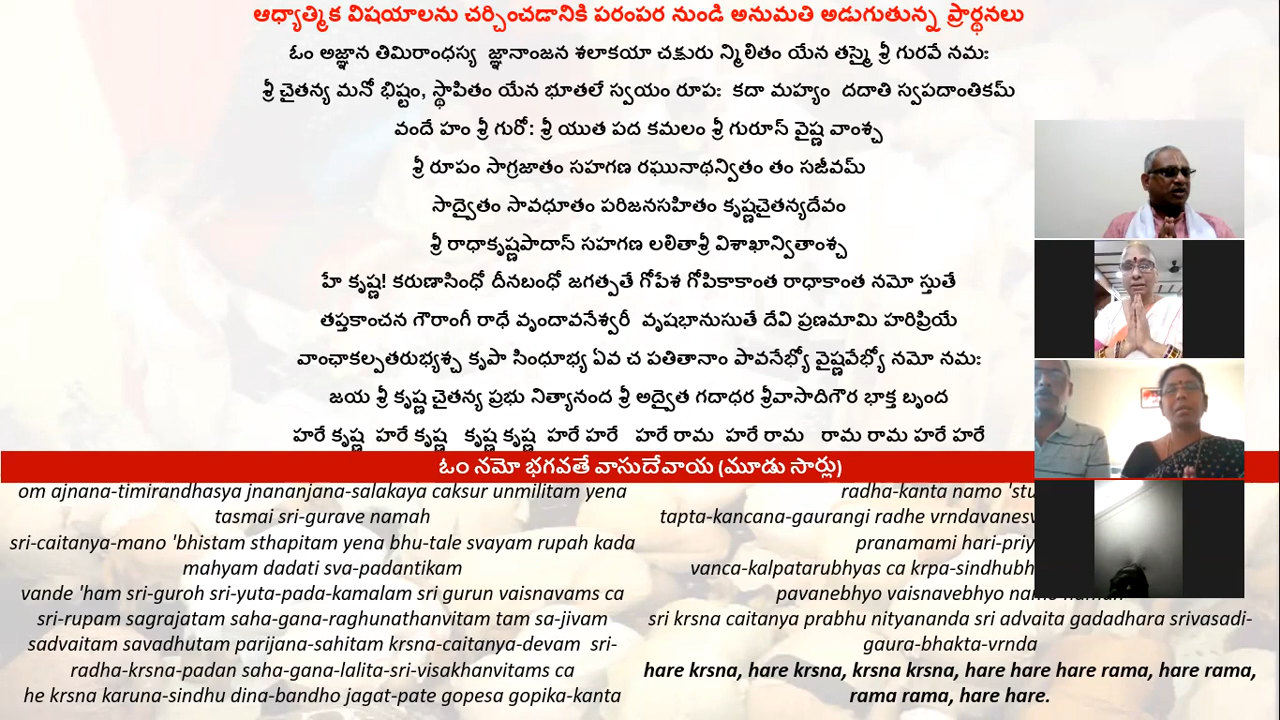 ఆధ్యాత్మిక విషయాలను చర్చించడానికి పరంపర నుండి అనుమతి అడుగుతున్న ప్రార్థనలు
ఓం అజ్ఞాన తిమిరాంధస్య జ్ఞానాంజన శలాకయా చక్షురు న్మిలితం యేన తస్మై శ్రీ గురవే నమః
శ్రీ చైతన్య మనో భిష్టం, స్థాపితం యేన భూతలే స్వయం రూపః కదా మహ్యం దదాతి స్వపదాంతికమ్
వందే హం శ్రీ గురో: శ్రీ యుత పద కమలం శ్రీ గురూస్ వైష్ణ వాంశ్చ
శ్రీ రూపం సాగ్రజాతం సహగణ రఘునాథన్వితం తం సజీవమ్
సాద్వైతం సావధూతం పరిజనసహితం కృష్ణచైతన్యదేవం
శ్రీ రాధాకృష్ణపాదాస్ సహగణ లలితాశ్రీ విశాఖాన్వితాంశ్చ
హే కృష్ణ! కరుణాసింధో దీనబంధో జగత్పతే గోపేశ గోపికాకాంత రాధాకాంత నమో స్తుతే
తప్తకాంచన గౌరాంగీ రాధే వృందావనేశ్వరీ వృషభానుసుతే దేవి ప్రణమామి హరిప్రియే
వాంఛాకల్పతరుభ్యశ్చ కృపా సింధూభ్య ఏవ చ పతితానాం పావనేభ్యో వైష్ణవేభ్యో నమో నమః
జయ శ్రీ కృష్ణ చైతన్య ప్రభు నిత్యానంద శ్రీ అద్వైత గదాధర శ్రీవాసాదిగౌర భాక్త బృంద
హరే కృష్ణ హరే కృష్ణ కృష్ణ కృష్ణ హరే హరే హరే రామ హరే రామ రామ రామ హరే హరే
ఓం నమో భగవతే వాసుదేవాయ (మూడు సార్లు)
om ajnana-timirandhasya jnananjana-salakaya caksur unmilitam yena
tasmai sri-gurave namah
sri-caitanya-mano 'bhistam sthapitam yena bhu-tale svayam rupah kada
mahyam dadati sva-padantikam
vande 'ham sri-guroh sri-yuta-pada-kamalam sri gurun vaisnavams ca
sri-rupam sagrajatam saha-gana-raghunathanvitam tam sa-jivam
sadvaitam savadhutam parijana-sahitam krsna-caitanya-devam sri-
radha-krsna-padan saha-gana-lalita-sri-visakhanvitams ca
he krsna karuna-sindhu dina-bandho jagat-pate gopesa gopika-kanta
radha-kanta namo 'stu
tapta-kancana-gaurangi radhe vrndavanesv
pranamami hari-priy
vanca-kalpatarubhyas ca krpa-sindhubh
pavanebhyo vaisnavebhyo namo namah
sri krsna caitanya prabhu nityananda sri advaita gadadhara srivasadi-
gaura-bhakta-vrnda
hare krsna, hare krsna, krsna krsna, hare hare hare rama, hare rama,
rama rama, hare hare.